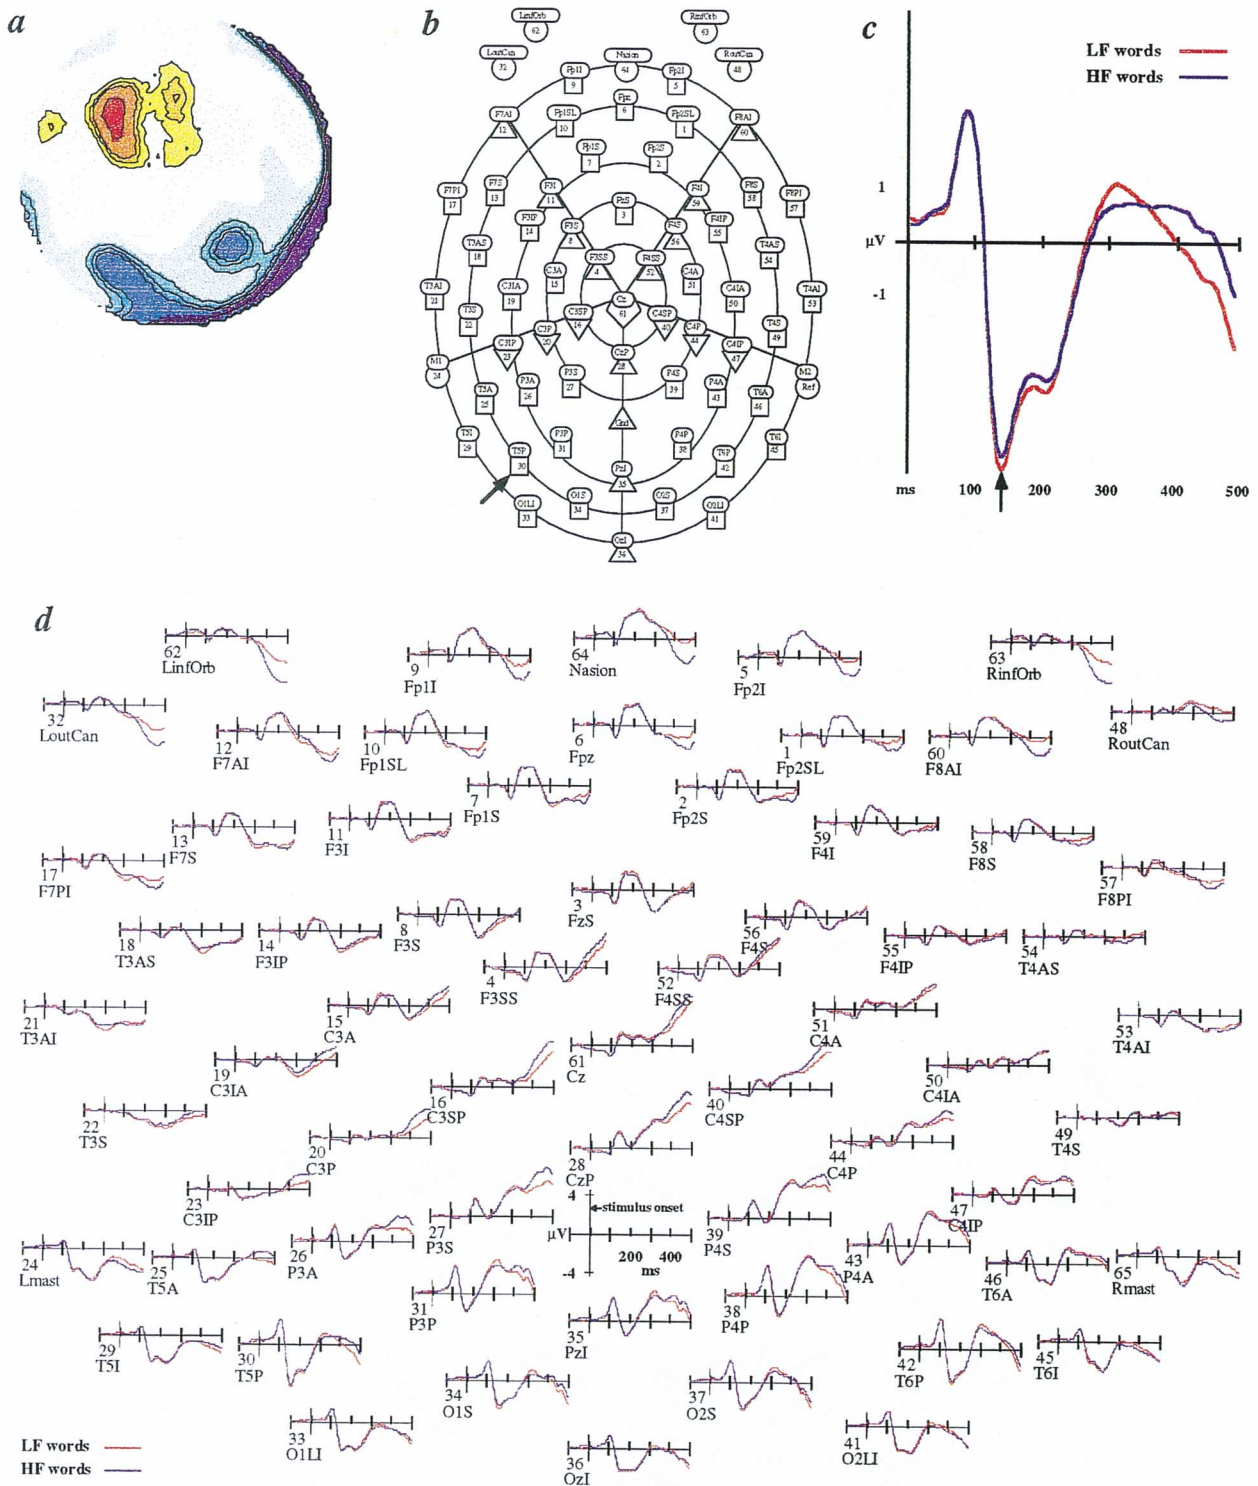 a
b
c
LinfOrb
62
RinfOrb
63
LoutCan
32
Nasion
61
RoutCan
48
Fp1I
9
Fp2I
5
F7AI
12
Fp1SL
10
Fpz
6
Fp2SL
1
F8AI
60
Fp1S
7
Fp2S
2
F7PI
17
F7S
13
F3I
11
F4I
59
F8S
58
F8PI
57
F3IP
14
F3S
8
FzS
3
F4S
56
F4IP
55
T3AS
18
F3SS
4
F4SS
52
T4AS
54
T3AI
21
C3IA
19
C3A
15
Cz
61
C4A
51
C4IA
50
T4AI
53
T3S
22
C3SP
16
C4SP
40
T4S
49
C3IP
23
C3P
20
CzP
28
C4P
44
C4IP
47
M1
24
M2
Ref
T5A
25
P3A
26
P3S
27
P4S
39
P4A
43
T6A
46
Gnd
T5I
29
T5P
30
P3P
31
PzI
35
P4P
38
T6P
42
T6I
45
O1LI
33
O1S
34
O2S
37
O2LI
41
OzI
36
LF words
HF words
1
µV
-1
ms
100
200
300
400
500
d
62
LinfOrb
9
Fp1I
64
Nasion
5
Fp2I
63
RinfOrb
32
LoutCan
12
F7AI
10
Fp1SL
6
Fpz
1
Fp2SL
60
F8AI
48
RoutCan
7
Fp1S
2
Fp2S
13
F7S
11
F3I
59
F4I
58
F8S
17
F7PI
57
F8PI
3
FzS
18
T3AS
14
F3IP
8
F3S
56
F4S
55
F4IP
54
T4AS
4
F3SS
52
F4SS
21
T3AI
15
C3A
51
C4A
53
T4AI
19
C3IA
61
Cz
50
C4IA
16
C3SP
40
C4SP
22
T3S
20
C3P
28
CzP
44
C4P
49
T4S
23
C3IP
27
P3S
4
stimulus onset
µV
200
400
ms
-4
39
P4S
47
C4IP
24
Lmast
25
T5A
26
P3A
43
P4A
46
T6A
65
Rmast
31
P3P
38
P4P
29
T5I
30
T5P
35
PzI
42
T6P
45
T6I
34
O1S
37
O2S
33
O1LI
36
OzI
41
O2LI
LF words
HF words